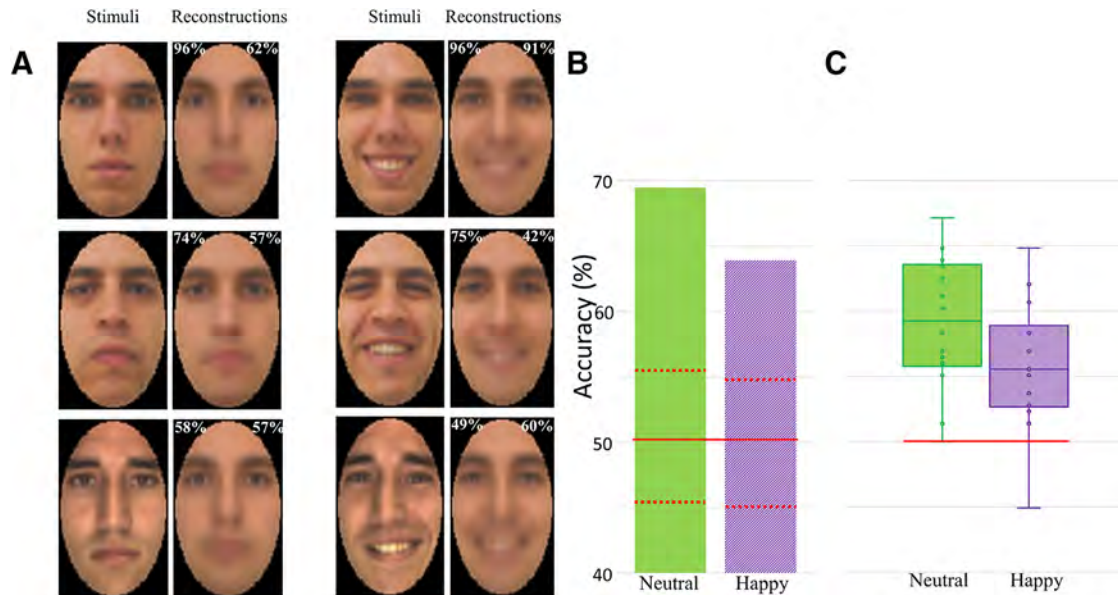 Stimuli Reconstructions Stimuli Reconstructions
A
96% 62%
96% 91%
74% 57%
75% 42%
58% 57%
49% 60%
B
Accuracy (%)
70
60
50
40
Neutral Happy
C
Neutral Happy